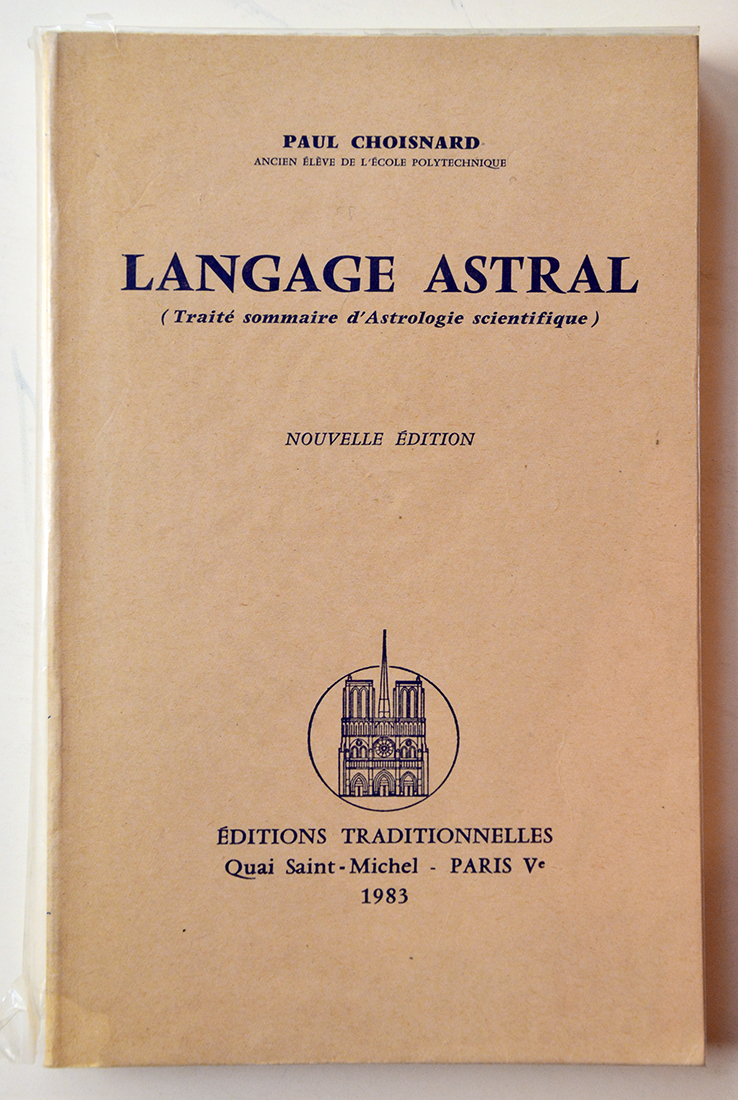 PAUL CHOISNARD
ANCIEN ÉLÈVE DE L'ÉCOLE POLYTECHNIQUE
LANGAGE ASTRAL
(Traité sommaire d'Astrologie scientifique)
NOUVELLE ÉDITION
ÉDITIONS TRADITIONNELLES
Quai Saint-Michel - PARIS Ve
1983